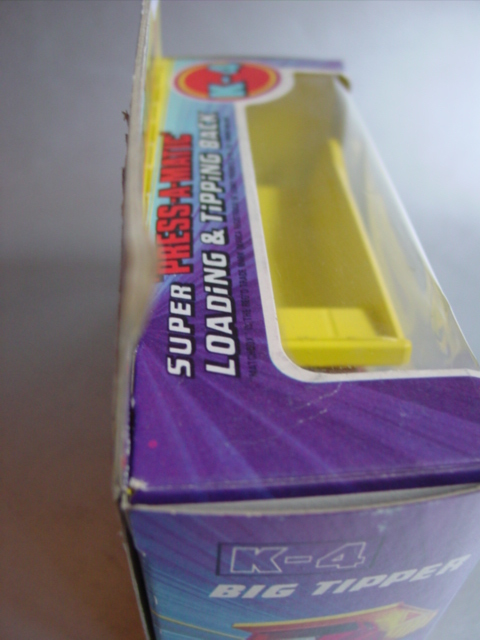 K-4
SUPER PRESS-A-MATIC
LOADING & TIPPING BACK
K-4
BIG TIPPER